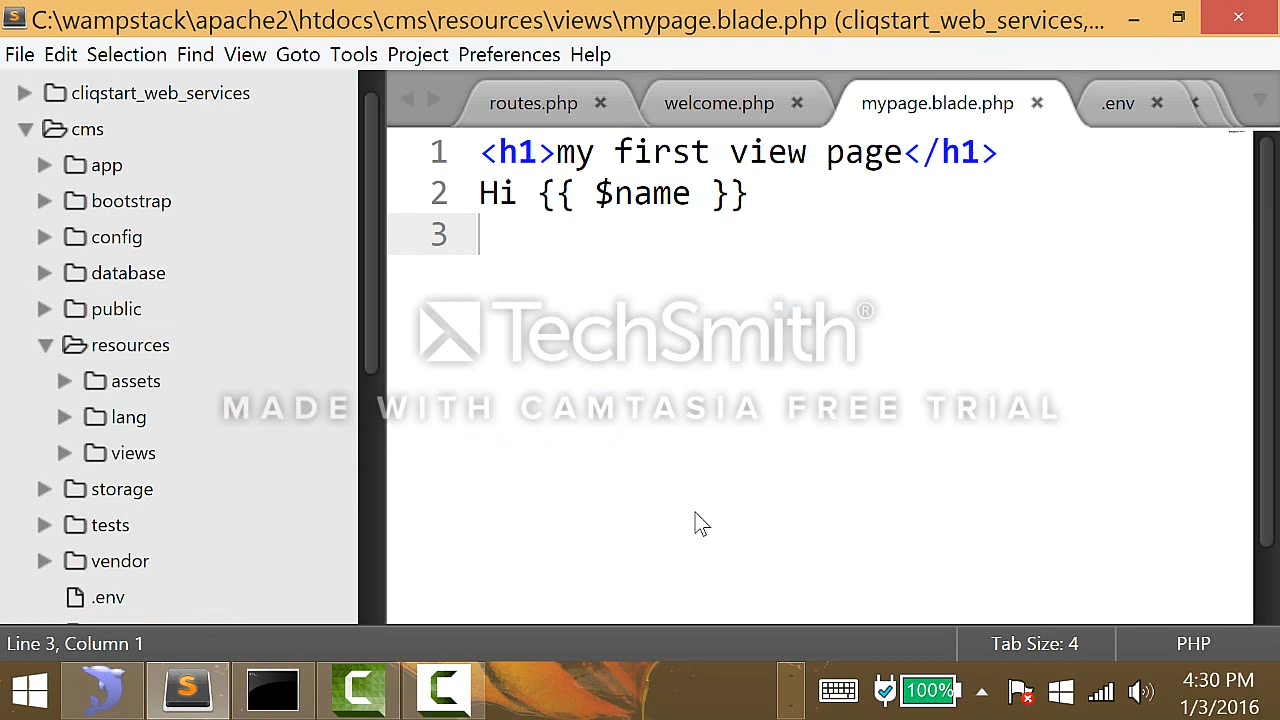 C:\wampstack\apache2\htdocs\cms\resources\views\mypage.blade.php (cliqstart_web_services,...
File Edit Selection Find View Goto Tools Project Preferences Help
cliqstart_web_services
cms
app
bootstrap
config
database
public
resources
assets
lang
views
storage
tests
vendor
.env
routes.php
welcome.php
mypage.blade.php
.env
1 <h1>my first view page</h1>
2 Hi {{ $name }}
3
TechSmith®
MADE WITH CAMTASIA FREE TRIAL
Line 3, Column 1
Tab Size: 4
PHP
100%
4:30 PM
1/3/2016